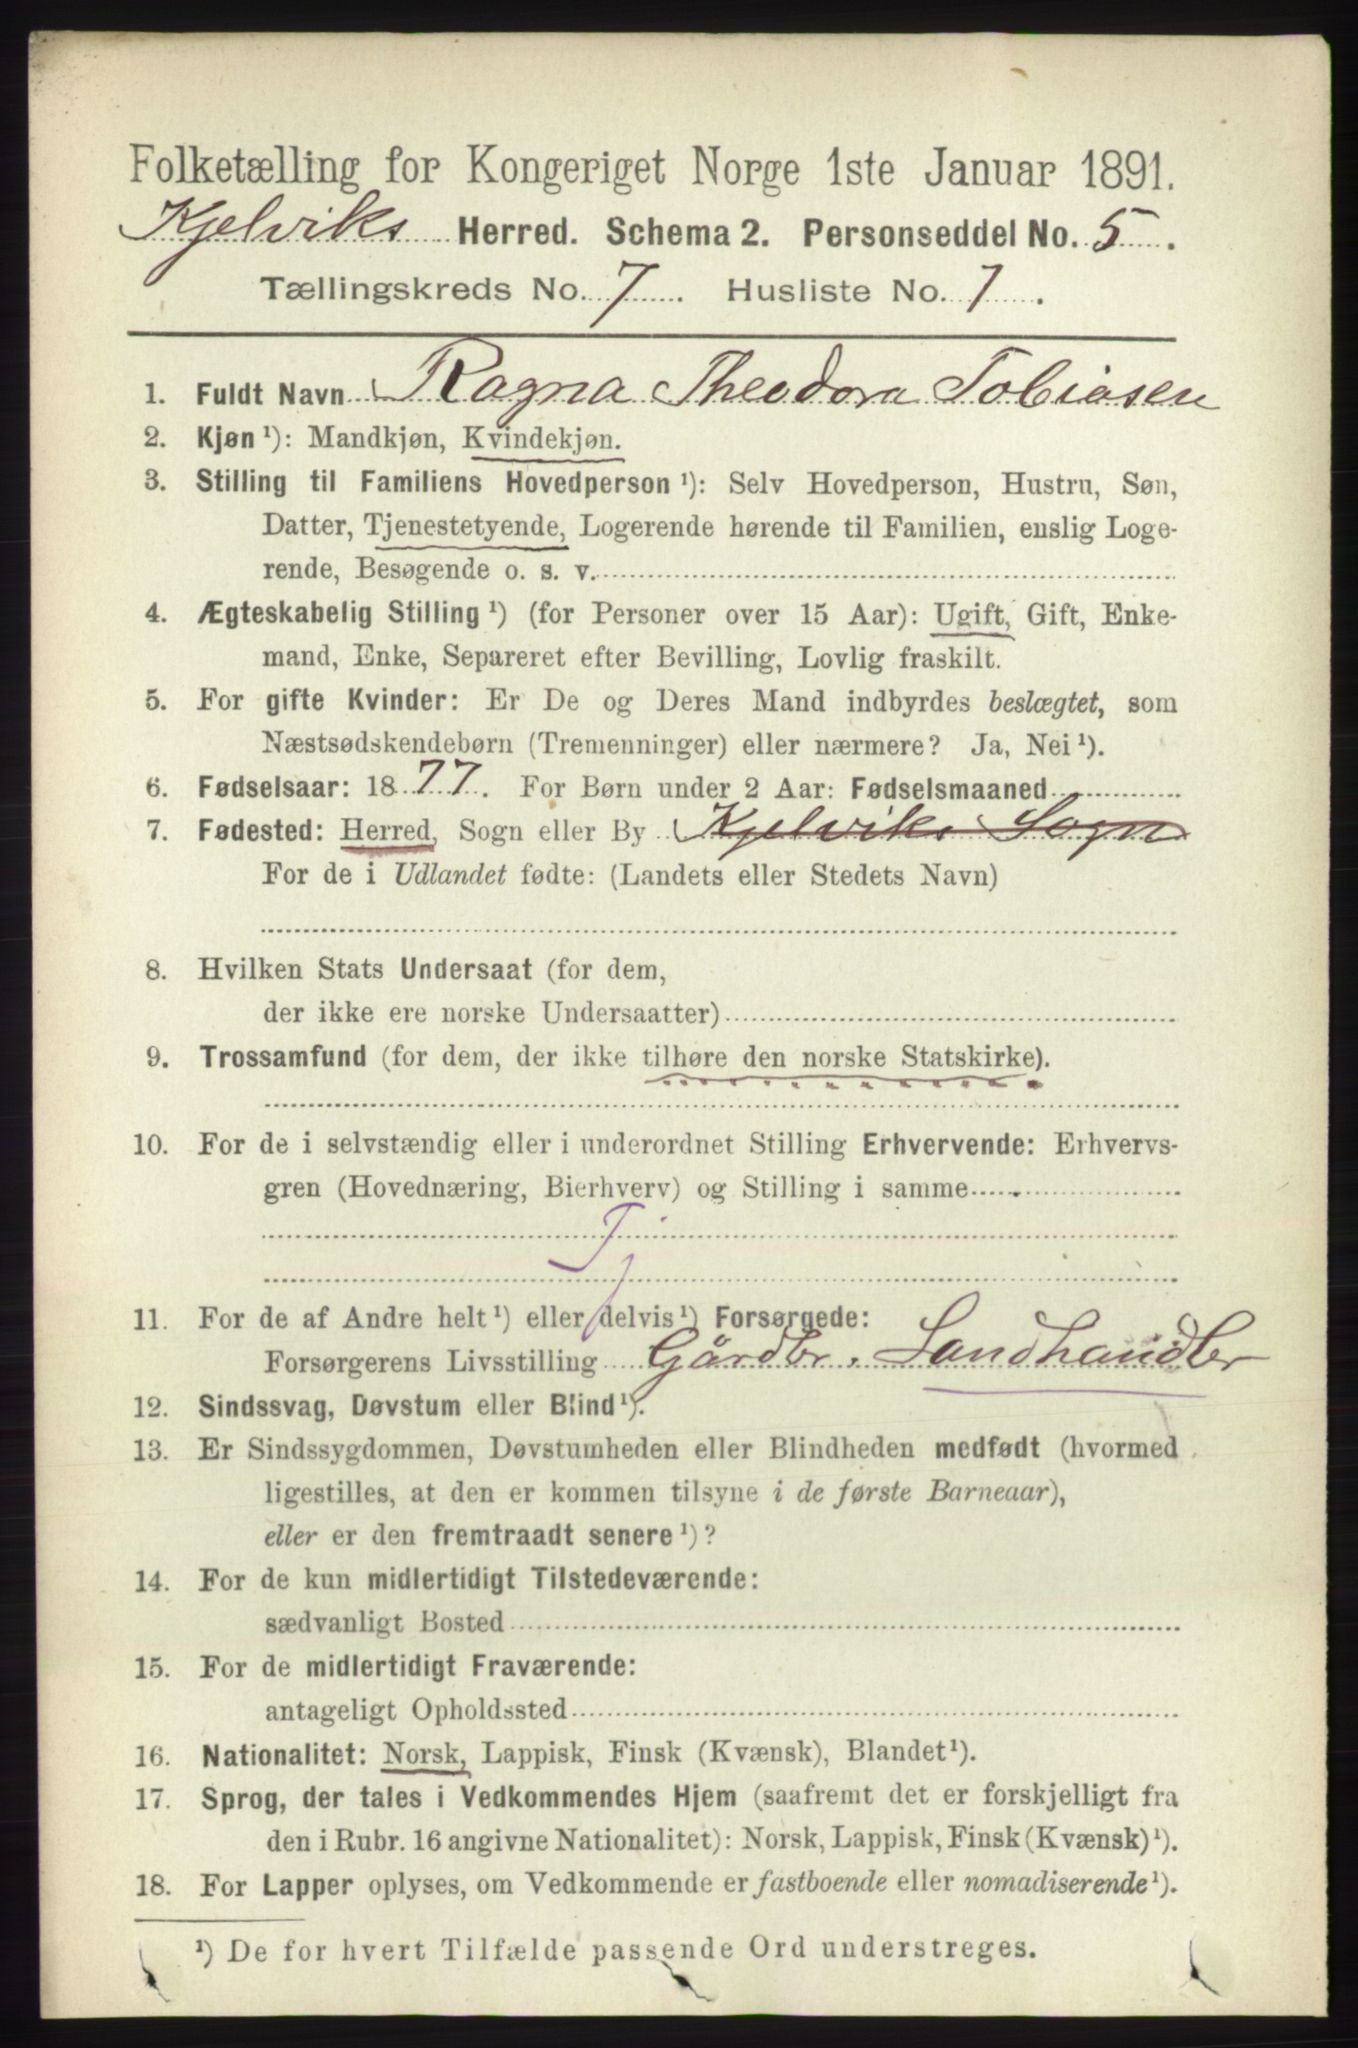 Folketælling for Kongeriget Norge 1ste Januar 1891.
Kjelviks Herred. Schema 2. Personseddel No. 5.
Tællingskreds No. 7. Husliste No. 1.
1. Fuldt Navn Ragna Theodora Tobiasen
2. Kjøn ¹): Mandkjøn, Kvindekjøn.
3. Stilling til Familiens Hovedperson ¹): Selv Hovedperson, Hustru, Søn,
Datter, Tjenestetyende, Logerende hørende til Familien, enslig Loge-
rende, Besøgende o. s. v.
4. Ægteskabelig Stilling ¹) (for Personer over 15 Aar): Ugift, Gift, Enke-
mand, Enke, Separeret efter Bevilling, Lovlig fraskilt.
5. For gifte Kvinder: Er De og Deres Mand indbyrdes beslægtet, som
Næstsødskendebørn (Tremenninger) eller nærmere? Ja, Nei ¹).
6. Fødselsaar: 1877. For Børn under 2 Aar: Fødselsmaaned
7. Fødested: Herred, Sogn eller By Kjelviks Sogn
For de i Udlandet fødte: (Landets eller Stedets Navn)
8. Hvilken Stats Undersaat (for dem,
der ikke ere norske Undersaatter)
9. Trossamfund (for dem, der ikke tilhøre den norske Statskirke).
10. For de i selvstændig eller i underordnet Stilling Erhvervende: Erhvervs-
gren (Hovednæring, Bierhverv) og Stilling i samme
Tj
11. For de af Andre helt ¹) eller delvis ¹) Forsørgede:
Forsørgerens Livsstilling Gårdbr. Landhandler
12. Sindssvag, Døvstum eller Blind ¹).
13. Er Sindssygdommen, Døvstumheden eller Blindheden medfødt (hvormed
ligestilles, at den er kommen tilsyne i de første Barneaar),
eller er den fremtraadt senere ¹)?
14. For de kun midlertidigt Tilstedeværende:
sædvanligt Bosted
15. For de midlertidigt Fraværende:
antageligt Opholdssted
16. Nationalitet: Norsk, Lappisk, Finsk (Kvænsk), Blandet ¹).
17. Sprog, der tales i Vedkommendes Hjem (saafremt det er forskjelligt fra
den i Rubr. 16 angivne Nationalitet): Norsk, Lappisk, Finsk (Kvænsk) ¹).
18. For Lapper oplyses, om Vedkommende er fastboende eller nomadiserende ¹).
¹) De for hvert Tilfælde passende Ord understreges.